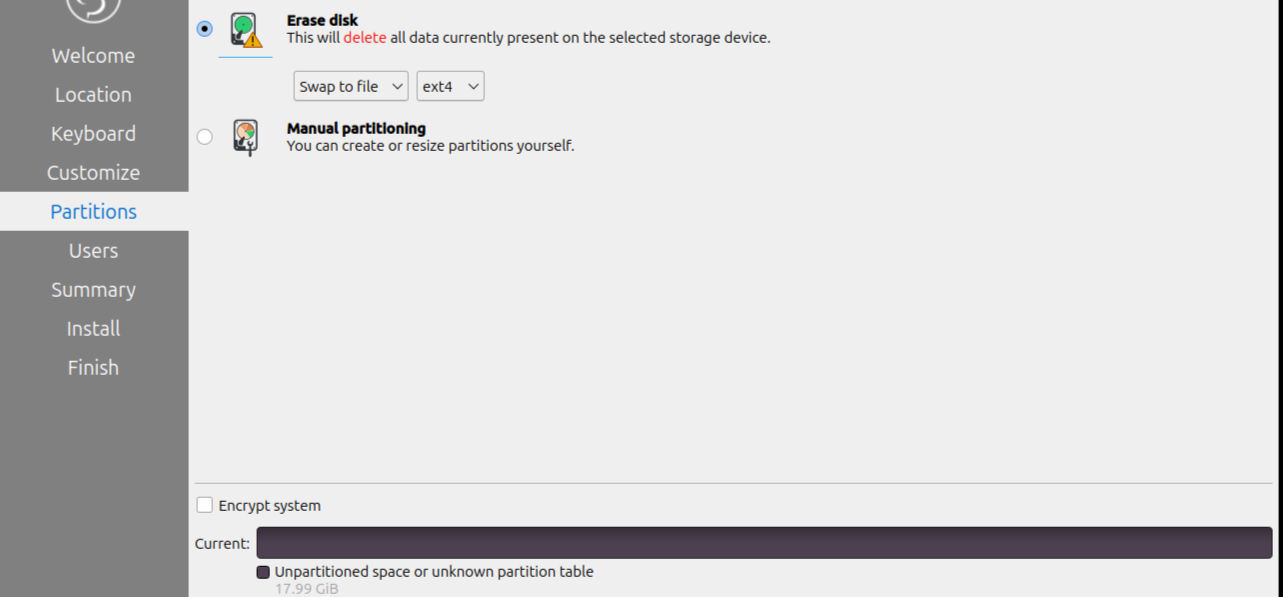 Welcome
Location
Keyboard
Customize
Partitions
Users
Summary
Install
Finish
Erase disk
This will delete all data currently present on the selected storage device.
Swap to file
ext4
Manual partitioning
You can create or resize partitions yourself.
Encrypt system
Current:
Unpartitioned space or unknown partition table
17.99 GiB